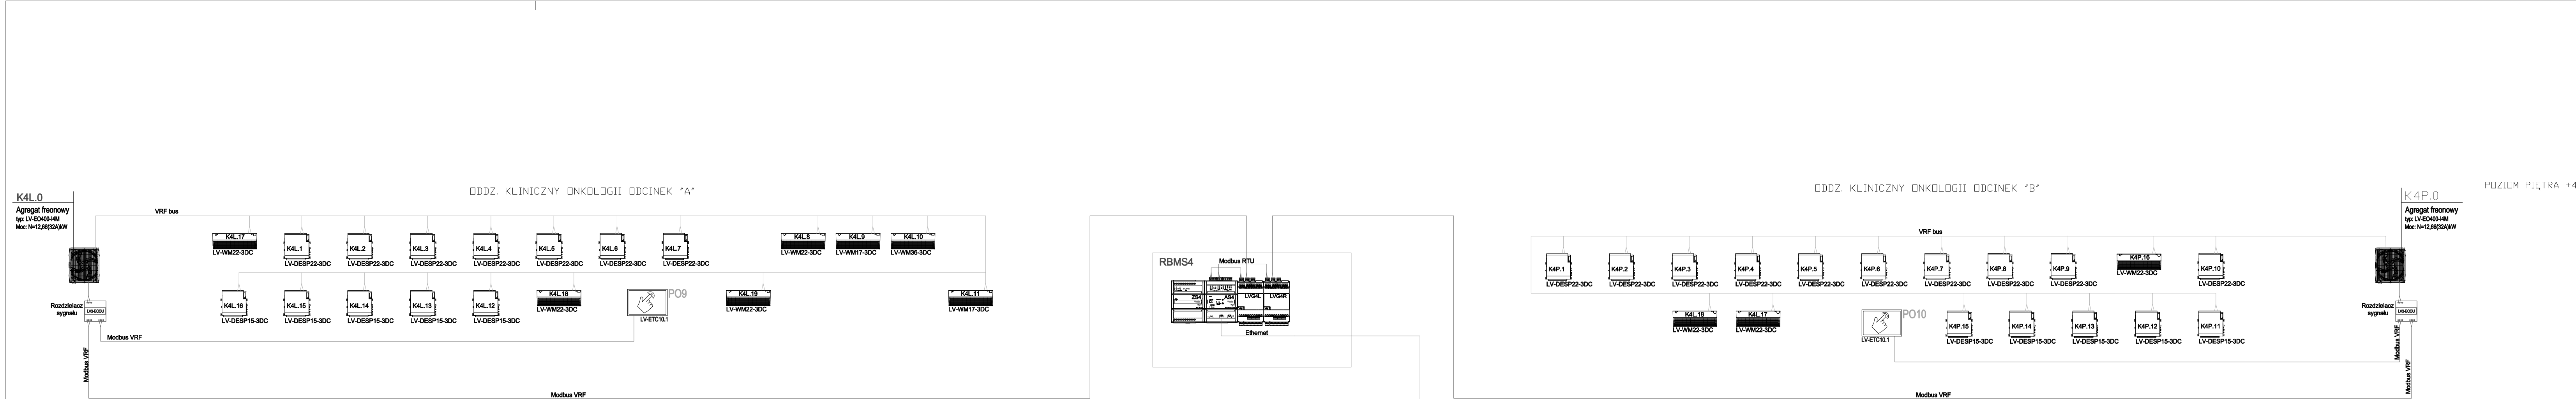 K4L.0
Agregat freonowy
typ: LV-EO400-I4M
Moc: N=12,66(32A)kW
ODDZ. KLINICZNY ONKOLOGII ODCINEK "A"
VRF bus
K4L.17
LV-WM22-3DC
K4L.1
LV-DESP22-3DC
K4L.2
LV-DESP22-3DC
K4L.3
LV-DESP22-3DC
K4L.4
LV-DESP22-3DC
K4L.5
LV-DESP22-3DC
K4L.6
LV-DESP22-3DC
K4L.7
LV-DESP22-3DC
K4L.8
LV-WM22-3DC
K4L.9
LV-WM17-3DC
K4L.10
LV-WM36-3DC
K4L.16
LV-DESP15-3DC
K4L.15
LV-DESP15-3DC
K4L.14
LV-DESP15-3DC
K4L.13
LV-DESP15-3DC
K4L.12
LV-DESP15-3DC
K4L.18
LV-WM22-3DC
PO9
LV-ETC10.1
K4L.19
LV-WM22-3DC
K4L.11
LV-WM17-3DC
Rozdzielacz
sygnału
Modbus VRF
Modbus VRF
Modbus VRF
RBMS4
Modbus RTU
ZS4
AS4
LVG4L
LVG4R
Ethernet
ODDZ. KLINICZNY ONKOLOGII ODCINEK "B"
VRF bus
K4P.1
LV-DESP22-3DC
K4P.2
LV-DESP22-3DC
K4P.3
LV-DESP22-3DC
K4P.4
LV-DESP22-3DC
K4P.5
LV-DESP22-3DC
K4P.6
LV-DESP22-3DC
K4P.7
LV-DESP22-3DC
K4P.8
LV-DESP22-3DC
K4P.9
LV-DESP22-3DC
K4P.16
LV-WM22-3DC
K4P.10
LV-DESP22-3DC
K4L.18
LV-WM22-3DC
K4L.17
LV-WM22-3DC
PO10
LV-ETC10.1
K4P.15
LV-DESP15-3DC
K4P.14
LV-DESP15-3DC
K4P.13
LV-DESP15-3DC
K4P.12
LV-DESP15-3DC
K4P.11
LV-DESP15-3DC
K4P.0
Agregat freonowy
typ: LV-EO400-I4M
Moc: N=12,66(32A)kW
Rozdzielacz
sygnału
Modbus VRF
Modbus VRF
Modbus VRF
POZIOM PIĘTRA +4